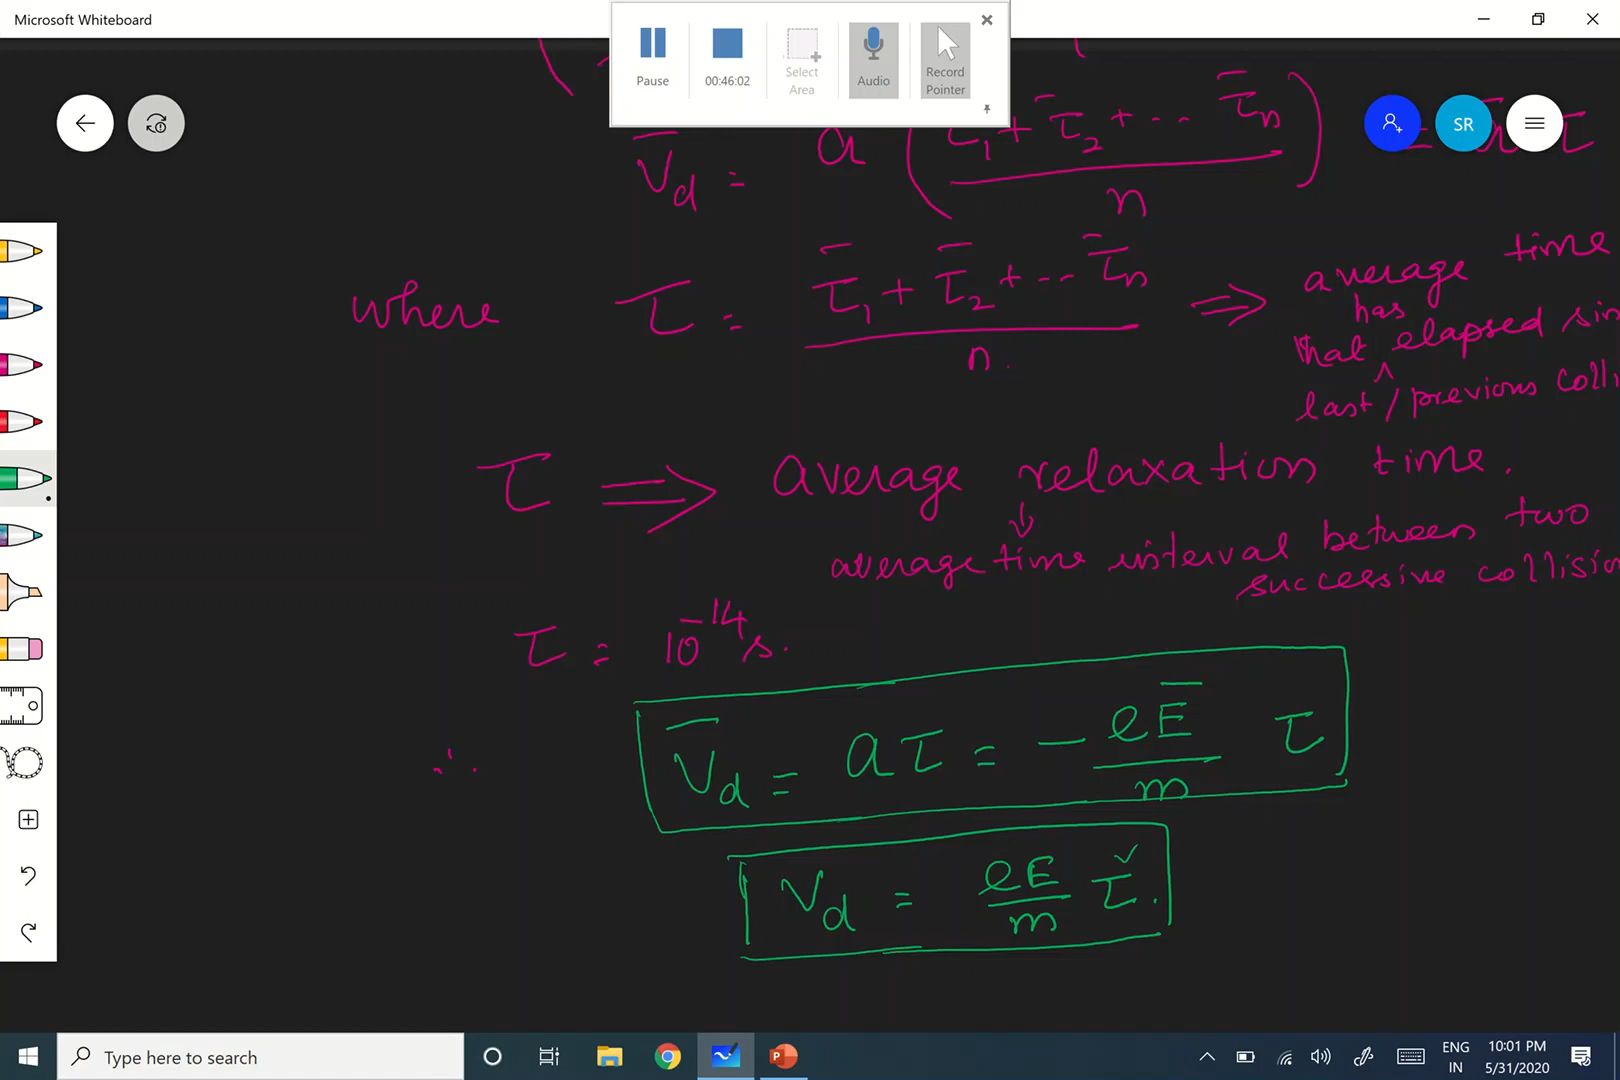 Microsoft Whiteboard
Pause
00:46:02
Select Area
Audio
Record Pointer
SR
v̄d = a ( τ̄1 + τ̄2 + ... τ̄n / n ) = ā τ
where τ = τ̄1 + τ̄2 + ... τ̄n / n. ⇒ average time
that has elapsed
last / previous
τ ⇒ average relaxation time.
↓
average time interval between two
successive
τ = 10^-14 s.
∴ v̄d = aτ = - eĒ/m τ
vd = eE/m τ.
Type here to search
ENG
IN
10:01 PM
5/31/2020